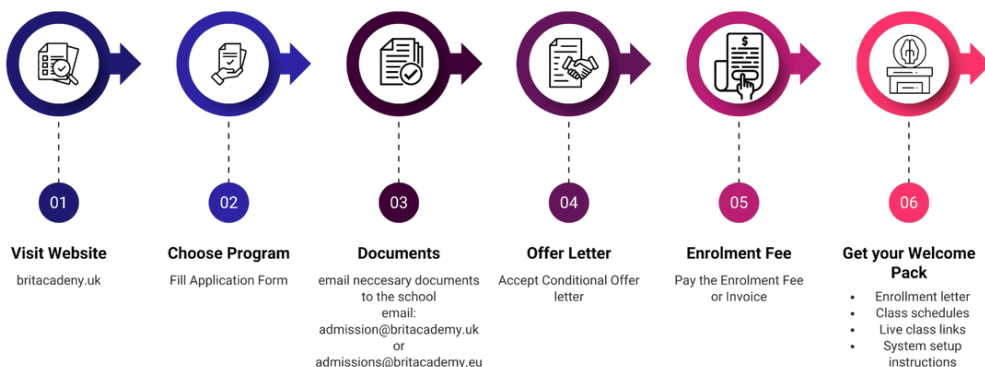 01
Visit Website
britacadeny.uk
02
Choose Program
Fill Application Form
03
Documents
email neccesary documents
to the school
email:
admission@britacademy.uk
or
admissions@britacademy.eu
04
Offer Letter
Accept Conditional Offer
letter
$
05
Enrolment Fee
Pay the Enrolment Fee
or Invoice
06
Get your Welcome
Pack
• Enrollment letter
• Class schedules
• Live class links
• System setup
instructions